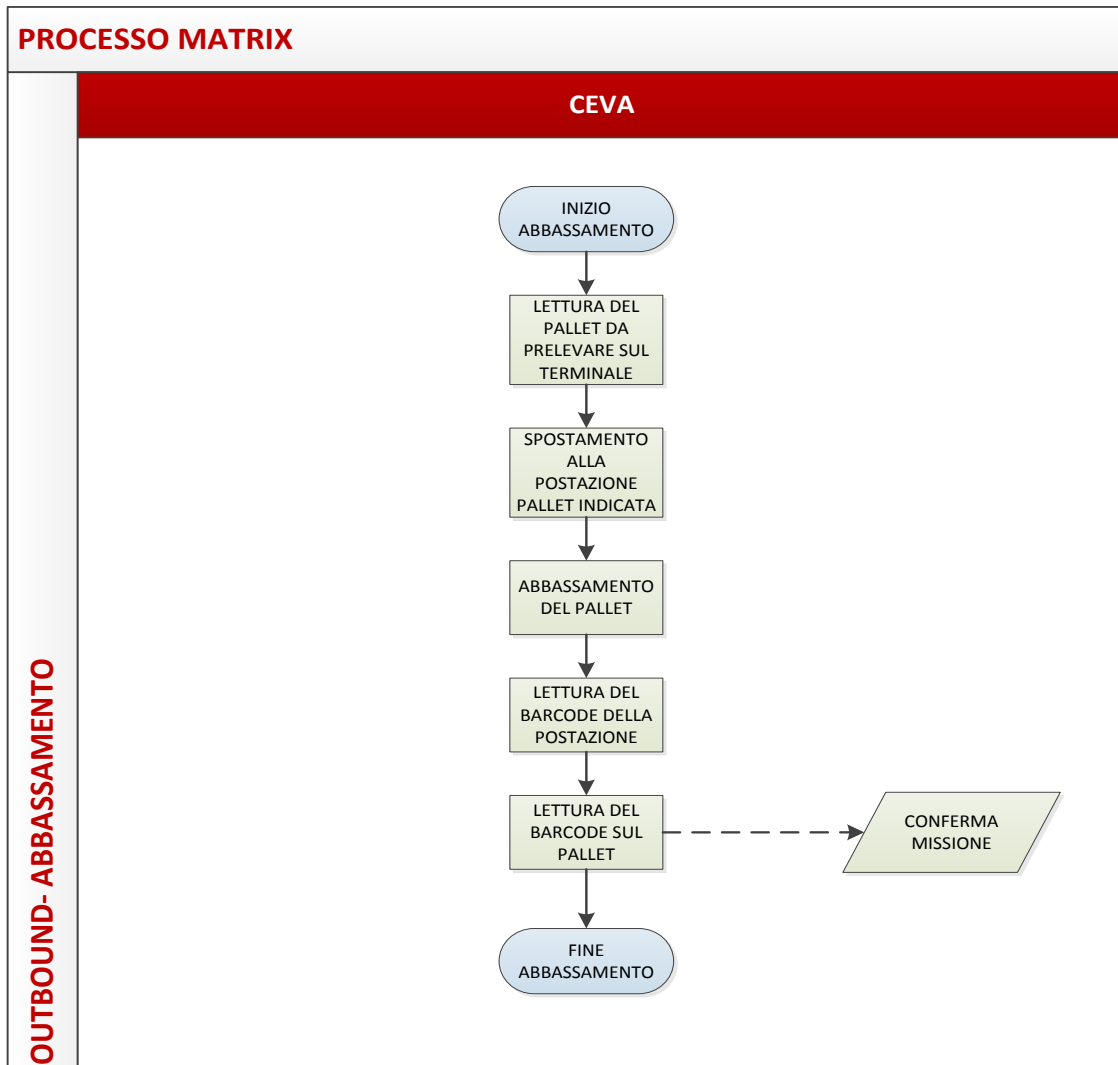 PROCESSO MATRIX
CEVA
OUTBOUND- ABBASSAMENTO
INIZIO
ABBASSAMENTO
LETTURA DEL
PALLET DA
PRELEVARE SUL
TERMINALE
SPOSTAMENTO
ALLA
POSTAZIONE
PALLET INDICATA
ABBASSAMENTO
DEL PALLET
LETTURA DEL
BARCODE DELLA
POSTAZIONE
LETTURA DEL
BARCODE SUL
PALLET
CONFERMA
MISSIONE
FINE
ABBASSAMENTO